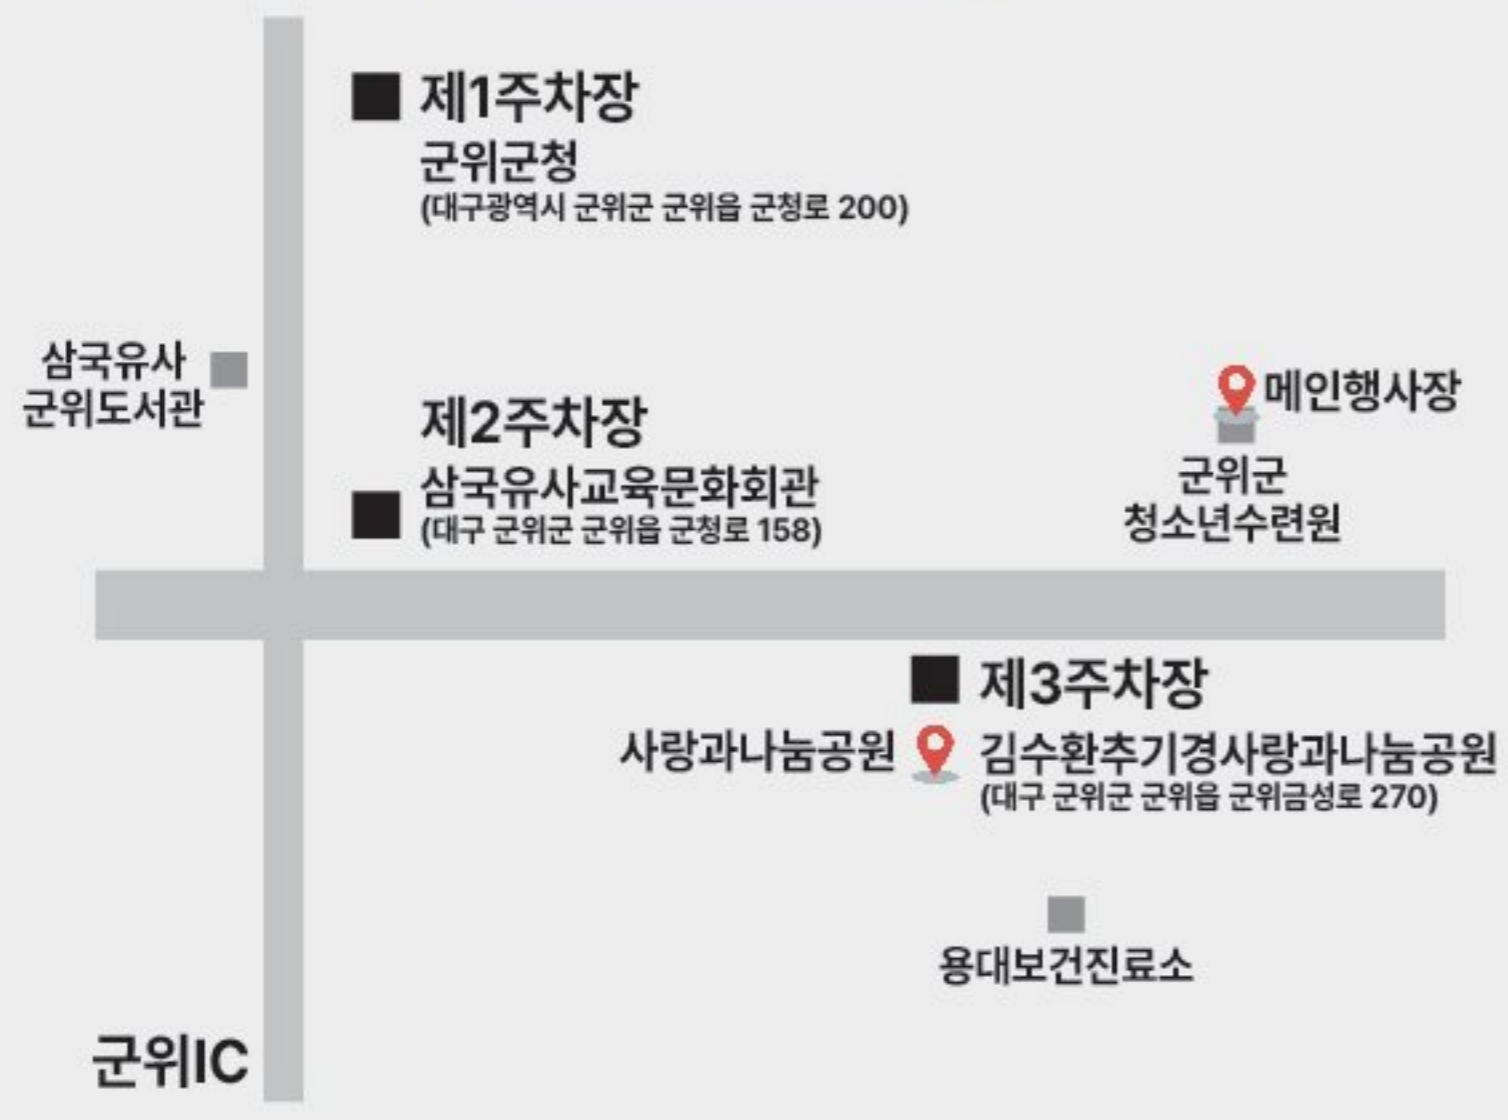 제1주차장
군위군청
(대구광역시 군위군 군위읍 군청로 200)
삼국유사
군위도서관
제2주차장
삼국유사교육문화회관
(대구 군위군 군위읍 군청로 158)
메인행사장
군위군
청소년수련원
제3주차장
사랑과나눔공원
김수환추기경사랑과나눔공원
(대구 군위군 군위읍 군위금성로 270)
용대보건진료소
군위IC